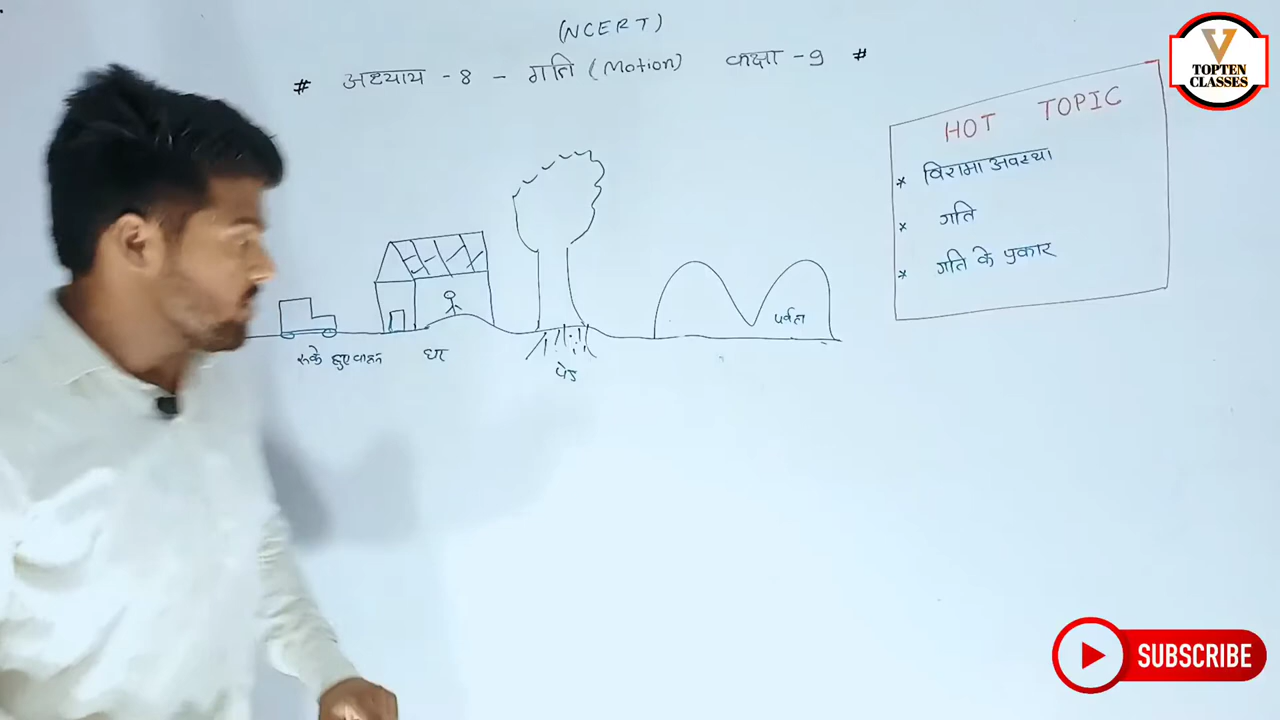 (NCERT)
# अध्याय - 8 - गति (Motion) कक्षा - 9 #
HOT TOPIC
* विरामा अवस्था
* गति
* गति के प्रकार
पर्वत
रुके हुए वाहन घर
पेड़
V
TOPTEN
CLASSES
SUBSCRIBE